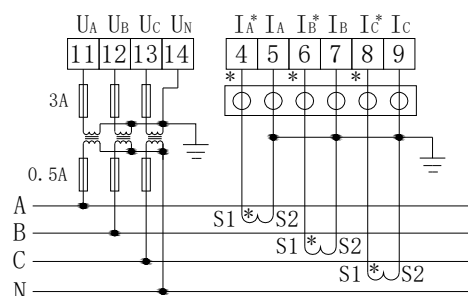 UA UB UC UN IA* IA IB* IB IC* IC
11 12 13 14 4 5 6 7 8 9
* * *
3A
0.5A
A S1 * S2
B S1 * S2
C S1 * S2
N